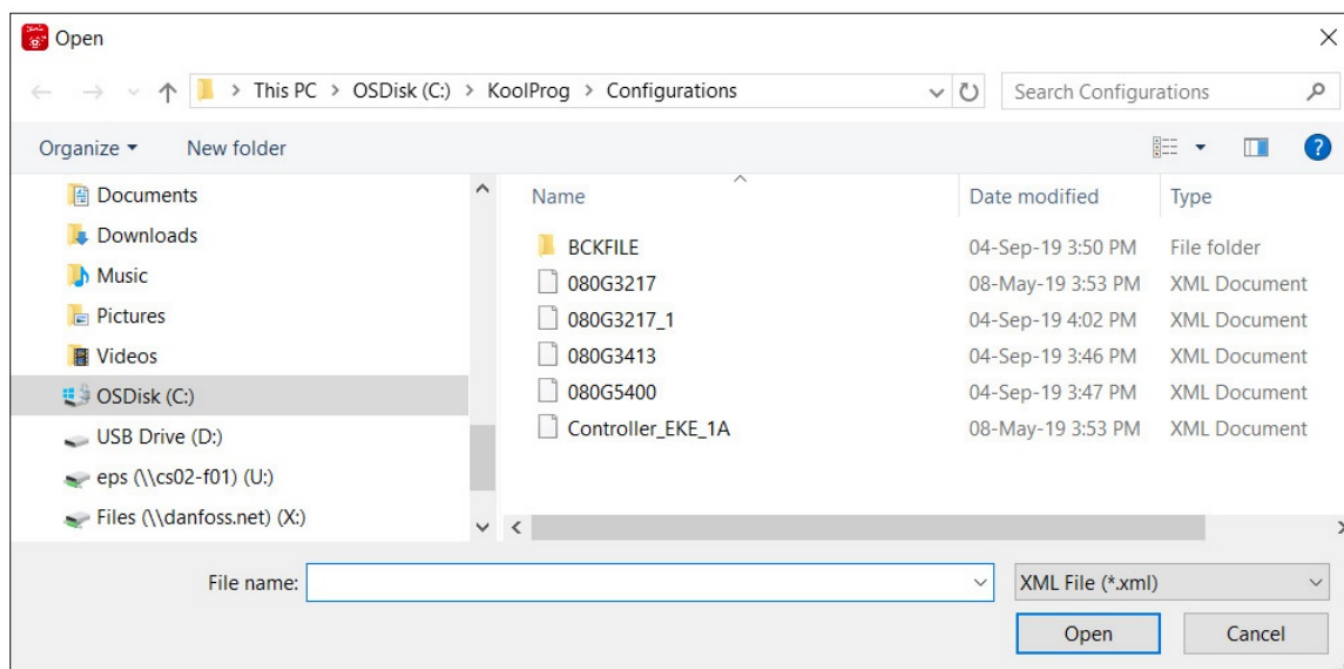 Open
This PC > OSDisk (C:) > KoolProg > Configurations
Search Configurations
Organize
New folder
Documents
Downloads
Music
Pictures
Videos
OSDisk (C:)
USB Drive (D:)
eps (\\cs02-f01) (U:)
Files (\\danfoss.net) (X:)
Name Date modified Type
BCKFILE 04-Sep-19 3:50 PM File folder
080G3217 08-May-19 3:53 PM XML Document
080G3217_1 04-Sep-19 4:02 PM XML Document
080G3413 04-Sep-19 3:46 PM XML Document
080G5400 04-Sep-19 3:47 PM XML Document
Controller_EKE_1A 08-May-19 3:53 PM XML Document
File name:
XML File (*.xml)
Open Cancel